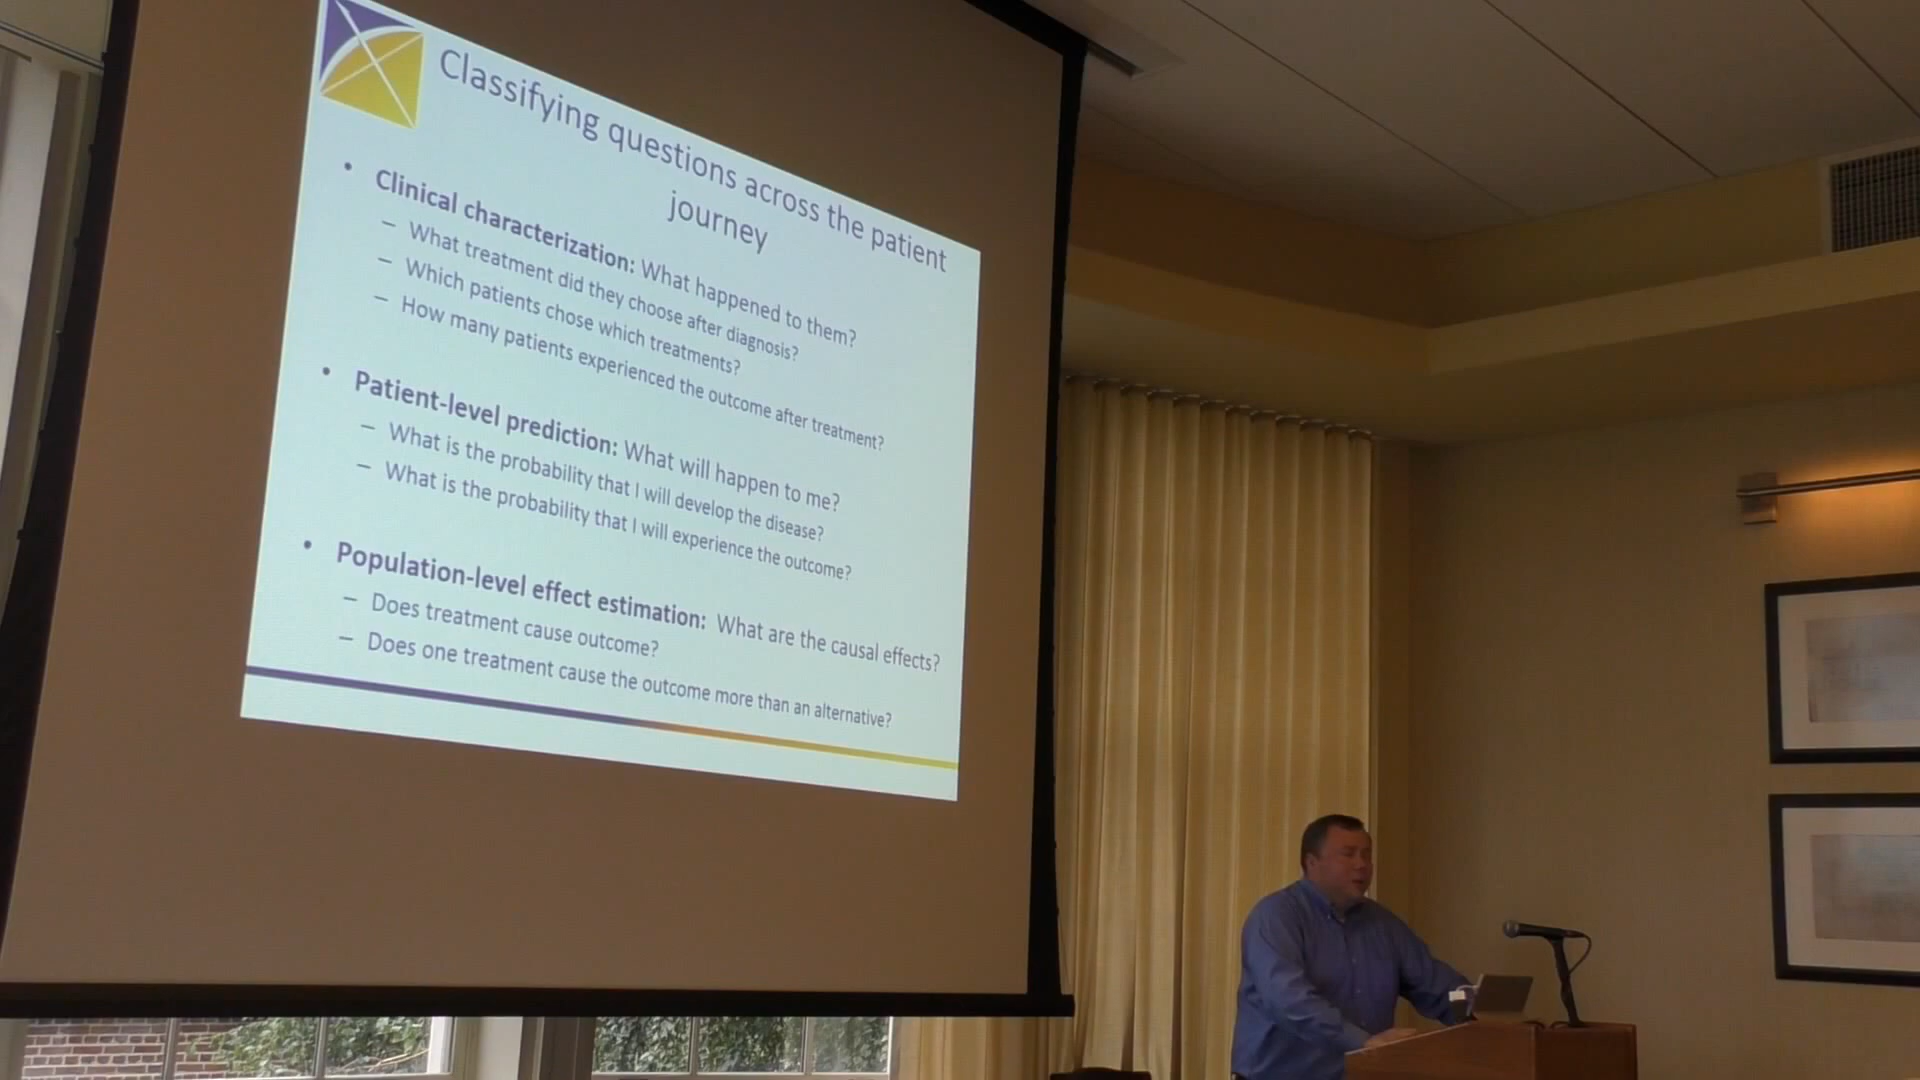 Classifying questions across the patient
journey
• Clinical characterization: What happened to them?
– What treatment did they choose after diagnosis?
– Which patients chose which treatments?
– How many patients experienced the outcome after treatment?
• Patient-level prediction: What will happen to me?
– What is the probability that I will develop the disease?
– What is the probability that I will experience the outcome?
• Population-level effect estimation: What are the causal effects?
– Does treatment cause outcome?
– Does one treatment cause the outcome more than an alternative?